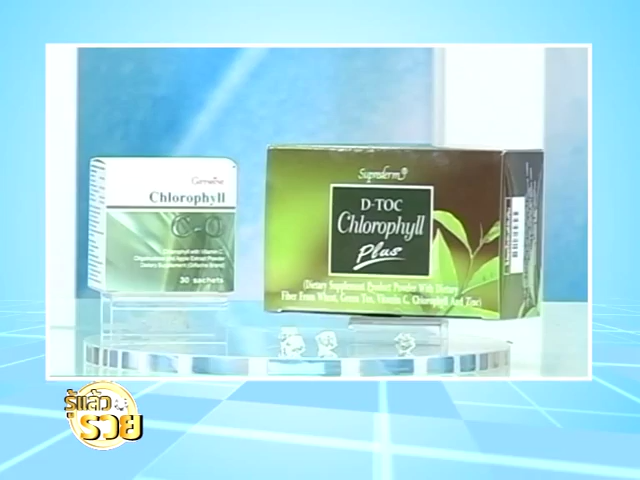 Giffarine
Chlorophyll
30 sachets
Supraderm
D-TOC
Chlorophyll
Plus
(Dietary Supplement Product Powder With Dietary
Fiber From Wheat, Green Tea, Vitamin C, Chlorophyll And Zinc)
รู้แล้ว
รวย